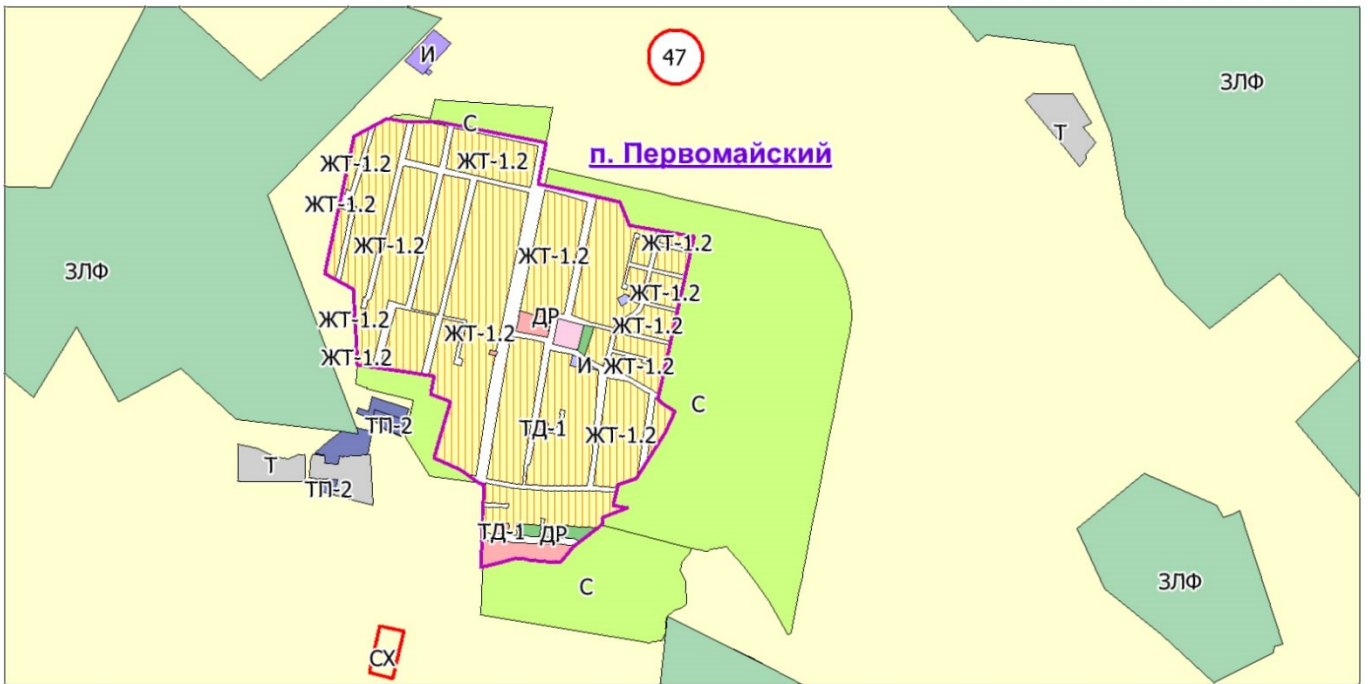 И
47
ЗЛФ
С
Т
п. Первомайский
ЖТ-1.2
ЖТ-1.2
ЖТ-1.2
ЖТ-1.2
ЖТ-1.2
ЖТ-1.2
ЗЛФ
ЖТ-1.2
ДР
ЖТ-1.2
ЖТ-1.2
ЖТ-1.2
ЖТ-1.2
ЖТ-1.2
И
ЖТ-1.2
С
ТП-2
ТД-1
ЖТ-1.2
Т
ТП-2
ТД-1
ДР
С
ЗЛФ
СХ